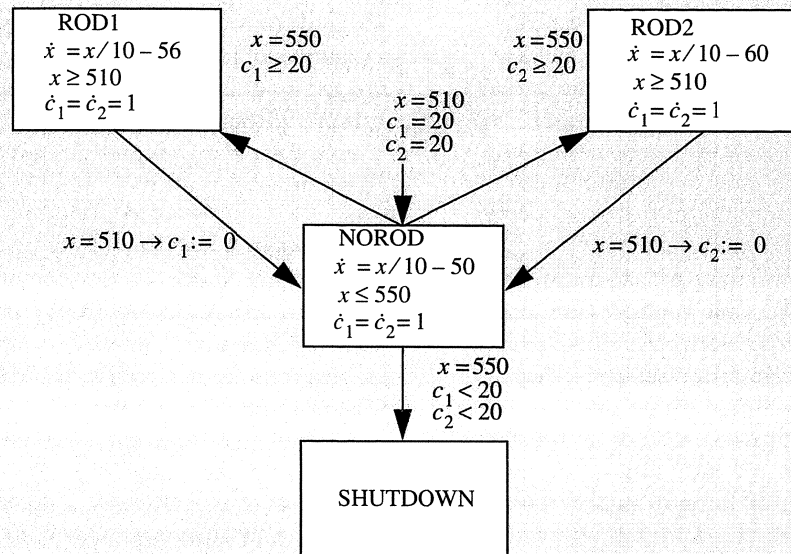 ROD1
ẋ = x/10 – 56
x ≥ 510
ċ₁= ċ₂= 1
x = 550
c₁ ≥ 20
ẋ = 510
c₁ = 20
c₂ = 20
x = 550
c₂ ≥ 20
ROD2
ẋ = x/10 – 60
x ≥ 510
ċ₁= ċ₂= 1
x = 510 → c₁:= 0
NOROD
ẋ = x/10 – 50
x ≤ 550
ċ₁= ċ₂= 1
x = 510 → c₂:= 0
x = 550
c₁ < 20
c₂ < 20
SHUTDOWN